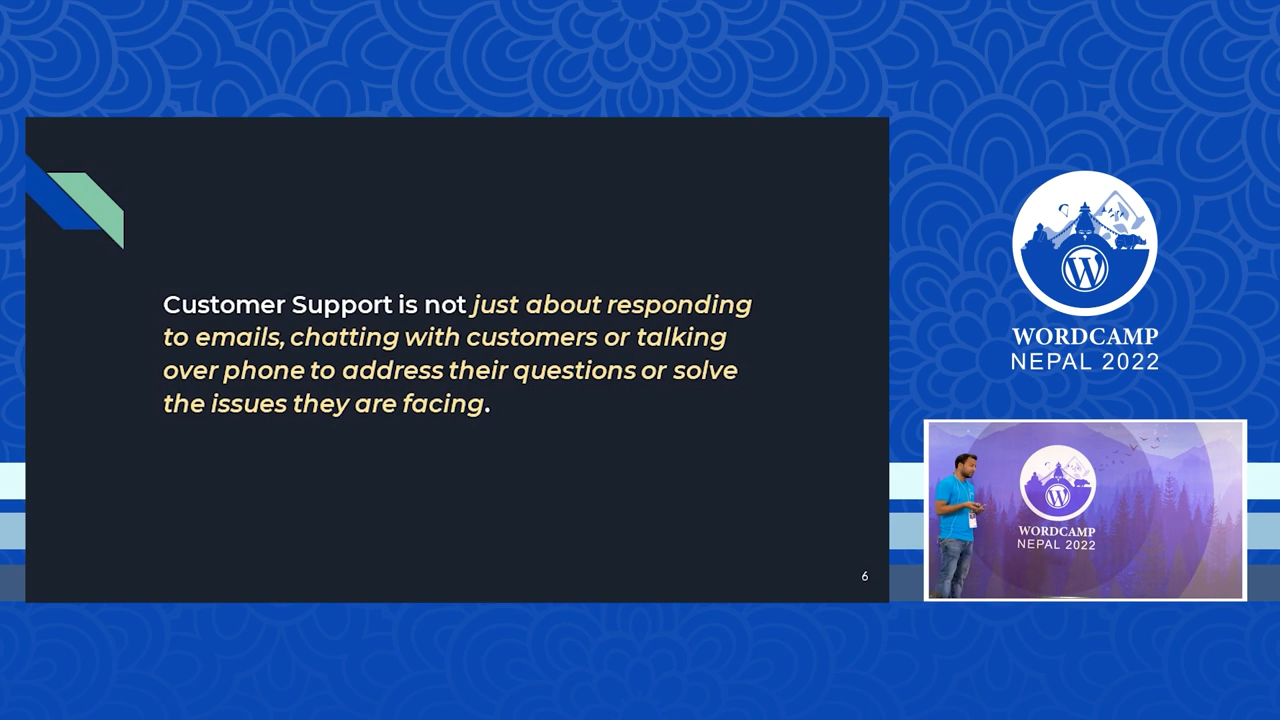 Customer Support is not just about responding
to emails, chatting with customers or talking
over phone to address their questions or solve
the issues they are facing.
6
WORDCAMP
NEPAL 2022
WORDCAMP
NEPAL 2022